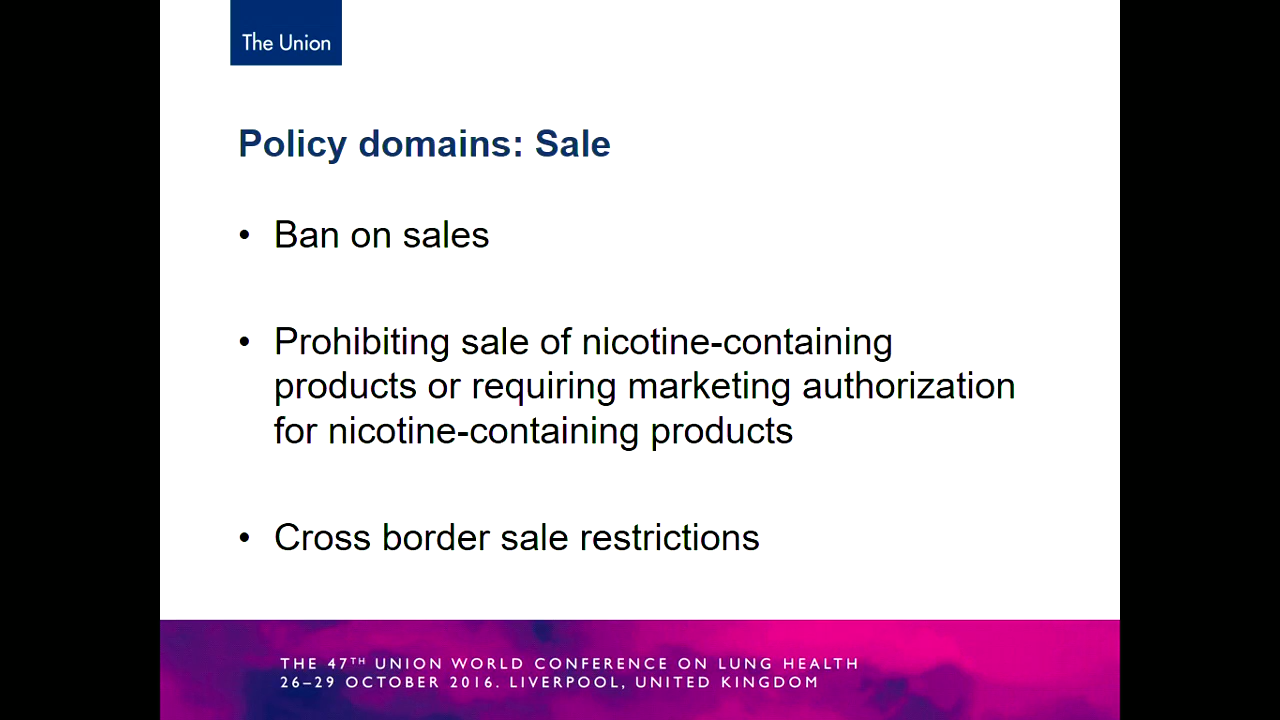 The Union
Policy domains: Sale
• Ban on sales
• Prohibiting sale of nicotine-containing
products or requiring marketing authorization
for nicotine-containing products
• Cross border sale restrictions
THE 47TH UNION WORLD CONFERENCE ON LUNG HEALTH
26–29 OCTOBER 2016. LIVERPOOL, UNITED KINGDOM